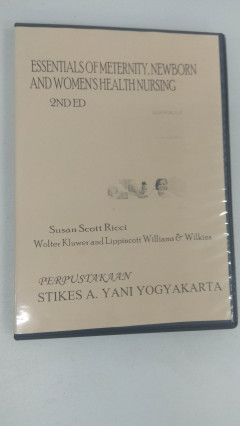 ESSENTIALS OF METERNITY, NEWBORN
AND WOMEN'S HEALTH NURSING
2ND ED
Susan Scott Ricci
Wolter Kluwer and Lippincott Williams & Wilkins
PERPUSTAKAAN
STIKES A. YANI YOGYAKARTA